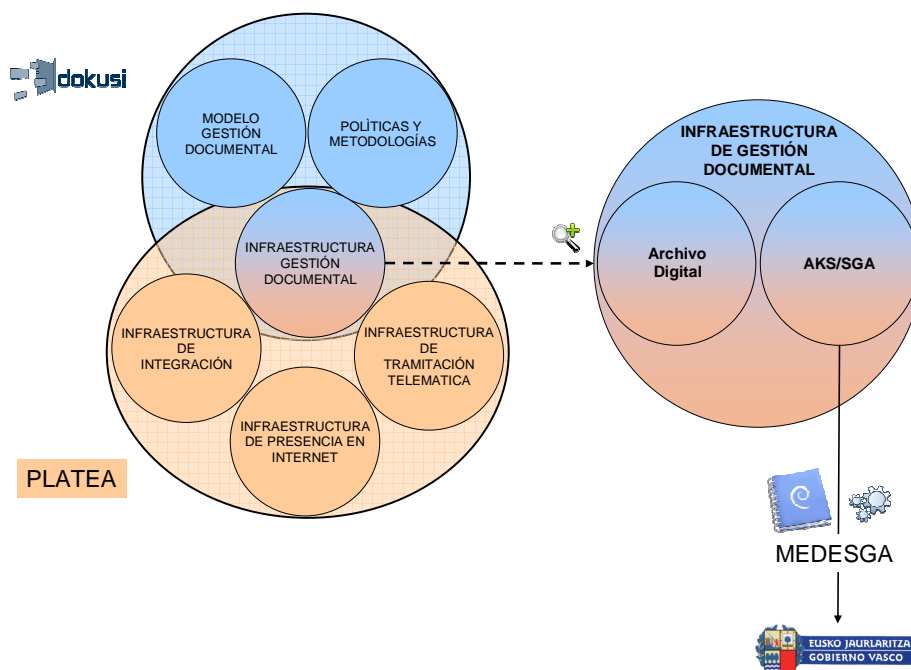 dokusi
MODELO
GESTIÓN
DOCUMENTAL
POLÌTICAS Y
METODOLOGÍAS
INFRAESTRUCTURA
GESTIÓN
DOCUMENTAL
INFRAESTRUCTURA
DE
INTEGRACIÓN
INFRAESTRUCTURA
DE
TRAMITACIÓN
TELEMATICA
INFRAESTRUCTURA
DE PRESENCIA EN
INTERNET
PLATEA
INFRAESTRUCTURA
DE GESTIÓN
DOCUMENTAL
Archivo
Digital
AKS/SGA
MEDESGA
EUSKO JAURLARITZA
GOBIERNO VASCO